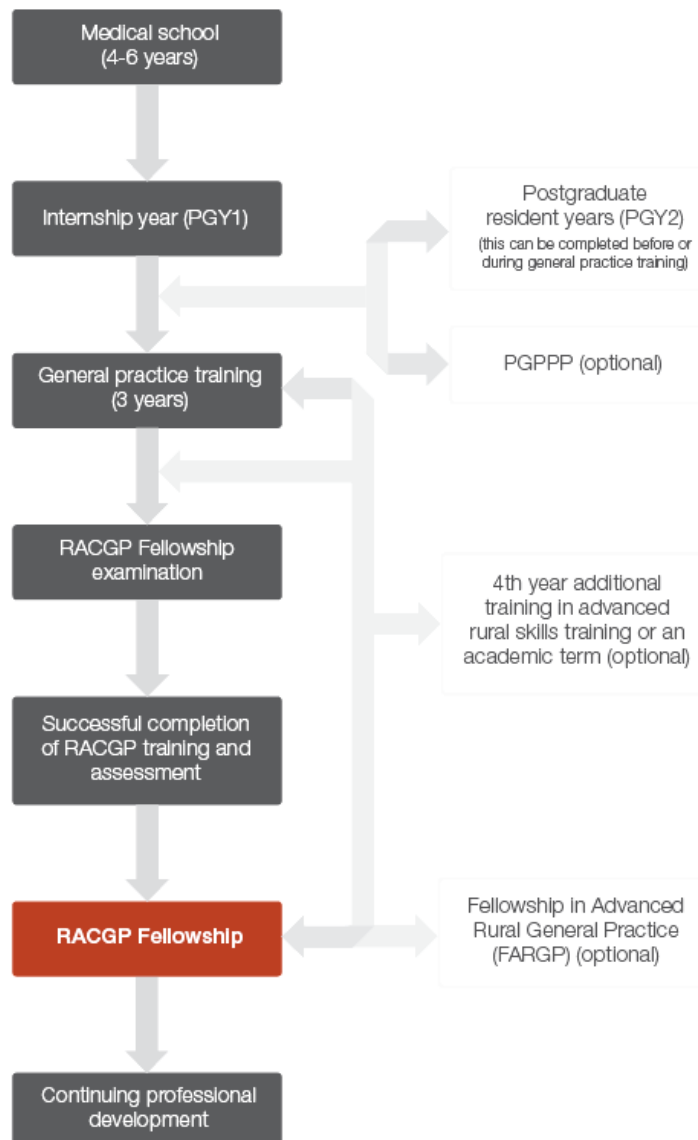 Medical school
(4-6 years)
Internship year (PGY1)
Postgraduate
resident years (PGY2)
(this can be completed before or
during general practice training)
PGPPP (optional)
General practice training
(3 years)
RACGP Fellowship
examination
4th year additional
training in advanced
rural skills training or an
academic term (optional)
Successful completion
of RACGP training and
assessment
RACGP Fellowship
Fellowship in Advanced
Rural General Practice
(FARGP) (optional)
Continuing professional
development